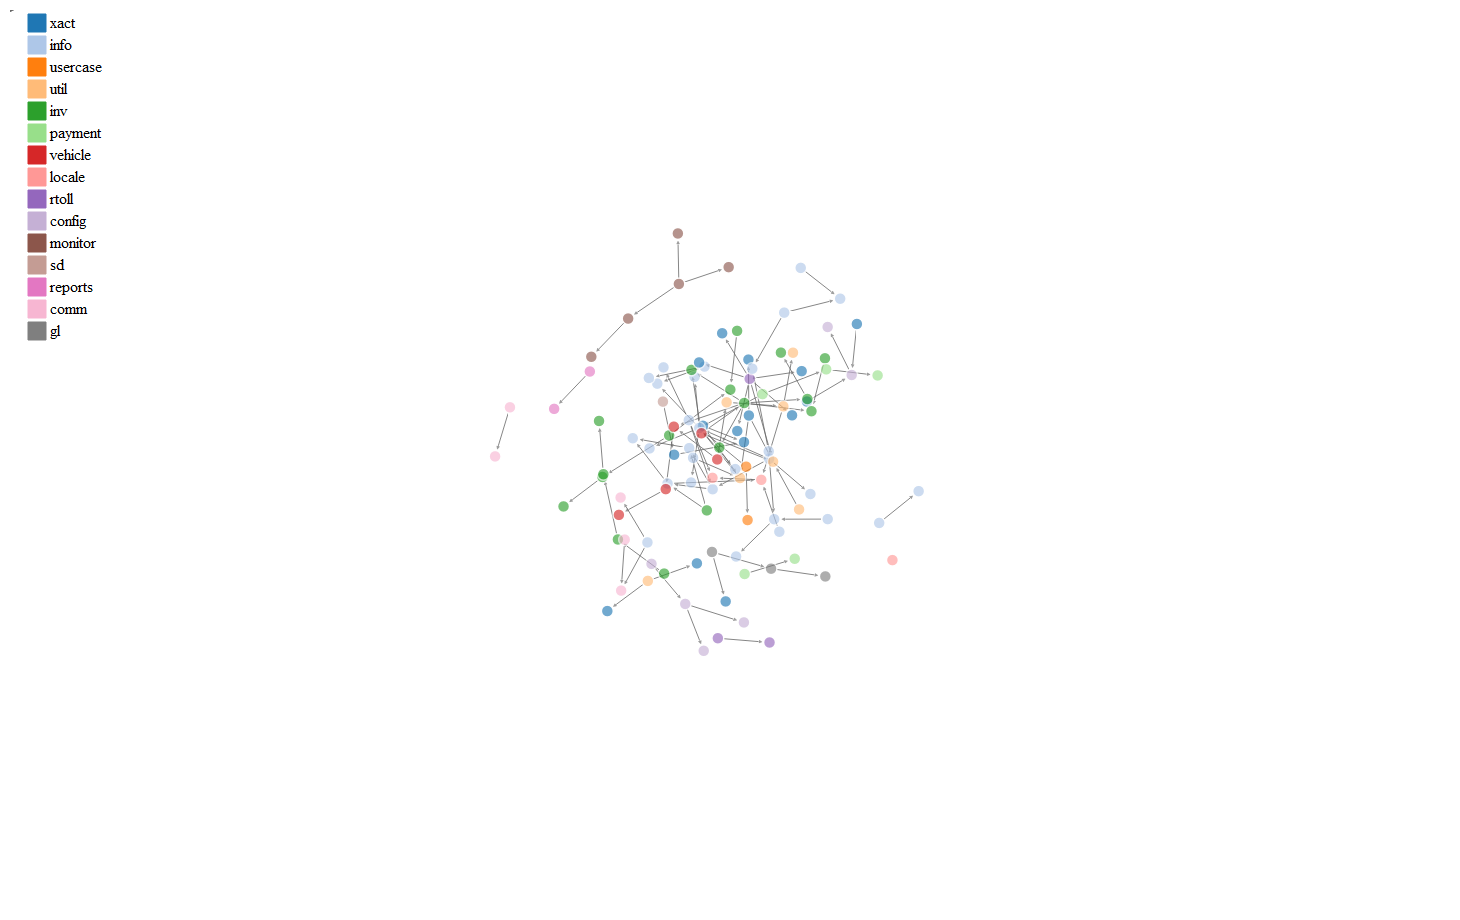 xact
info
usercase
util
inv
payment
vehicle
locale
rtoll
config
monitor
sd
reports
comm
gl